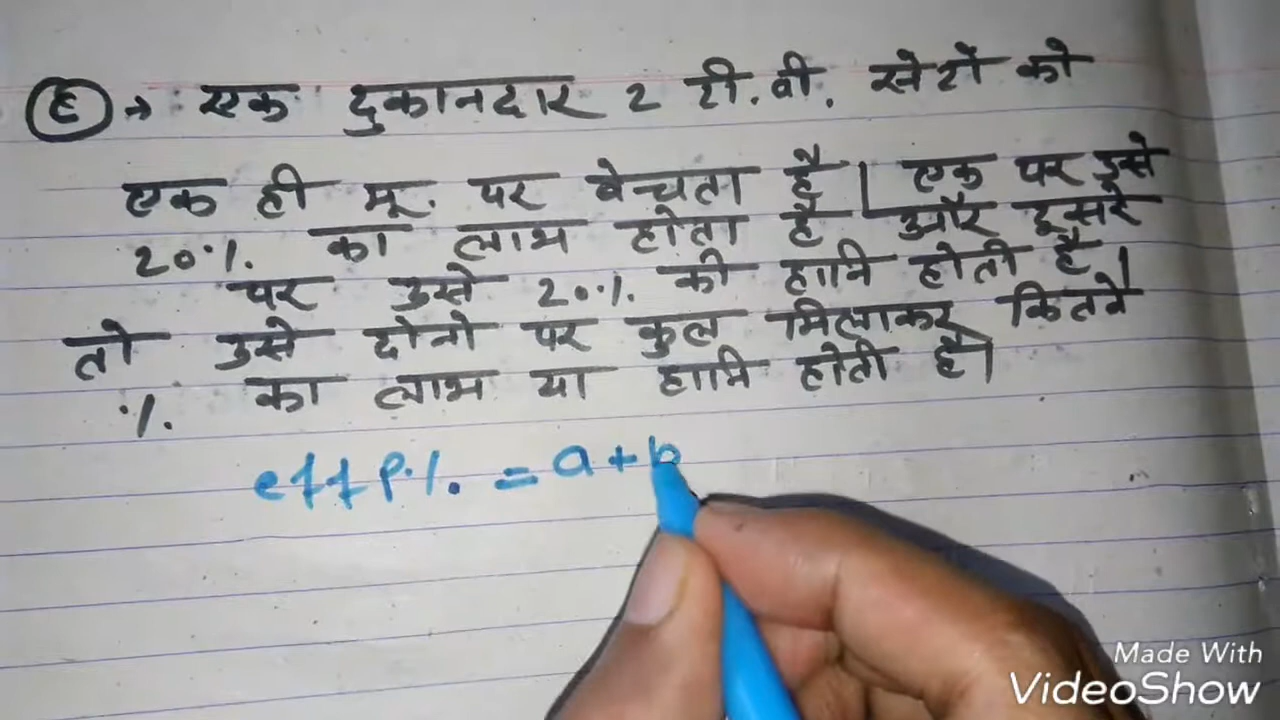 ६ → एक दुकानदार 2 टी.वी. सेटों को
एक ही मू. पर बेचता है। एक पर उसे
20%. का लाभ होता है और दुसरे
पर उसे 20%. की हानि होती है।
तो उसे दोनो पर कुल मिलाकर कितने
%. का लाभ या हानि होती है।
eff P.%. = a + b
Made With
VideoShow